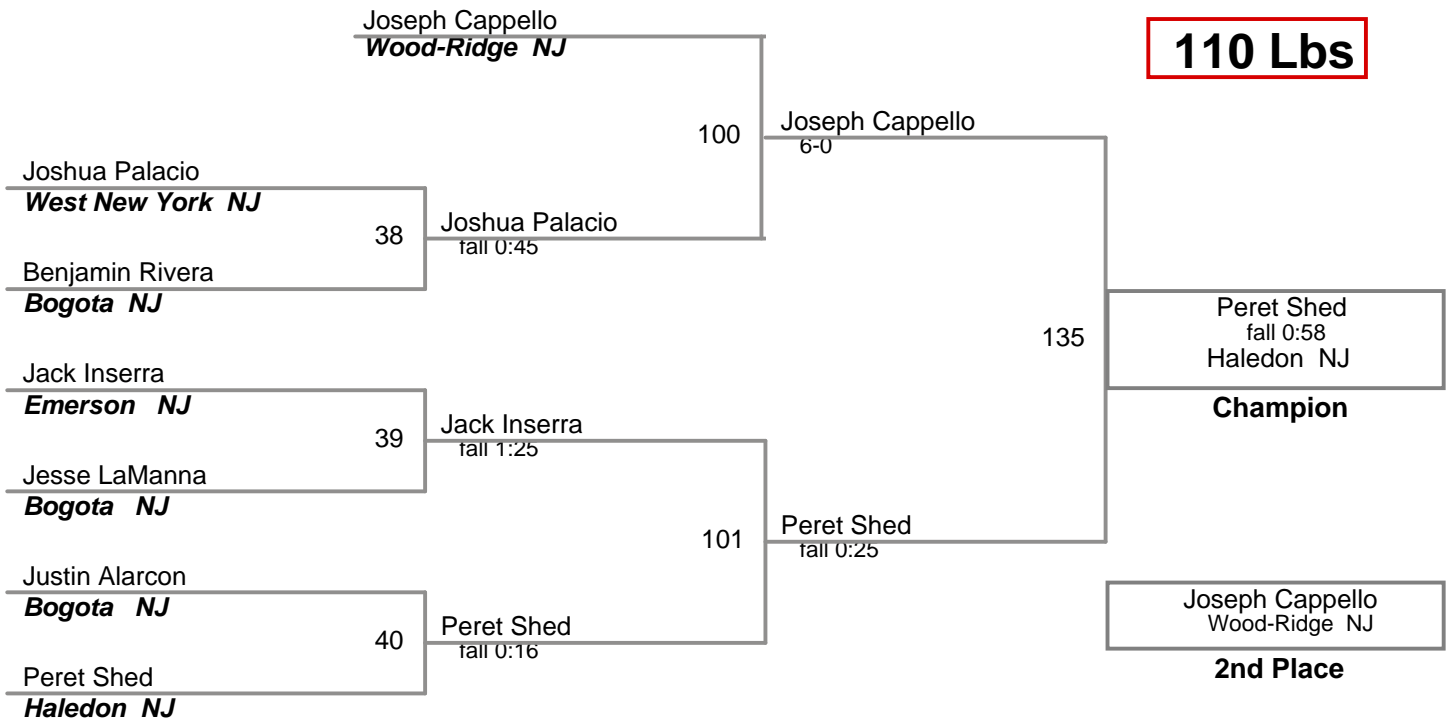 Joseph Cappello
Wood-Ridge NJ
110 Lbs
100
Joseph Cappello
6-0
Joshua Palacio
West New York NJ
38
Joshua Palacio
fall 0:45
Benjamin Rivera
Bogota NJ
135
Peret Shed
fall 0:58
Haledon NJ
Champion
Jack Inserra
Emerson NJ
39
Jack Inserra
fall 1:25
Jesse LaManna
Bogota NJ
101
Peret Shed
fall 0:25
Justin Alarcon
Bogota NJ
40
Peret Shed
fall 0:16
Peret Shed
Haledon NJ
Joseph Cappello
Wood-Ridge NJ
2nd Place